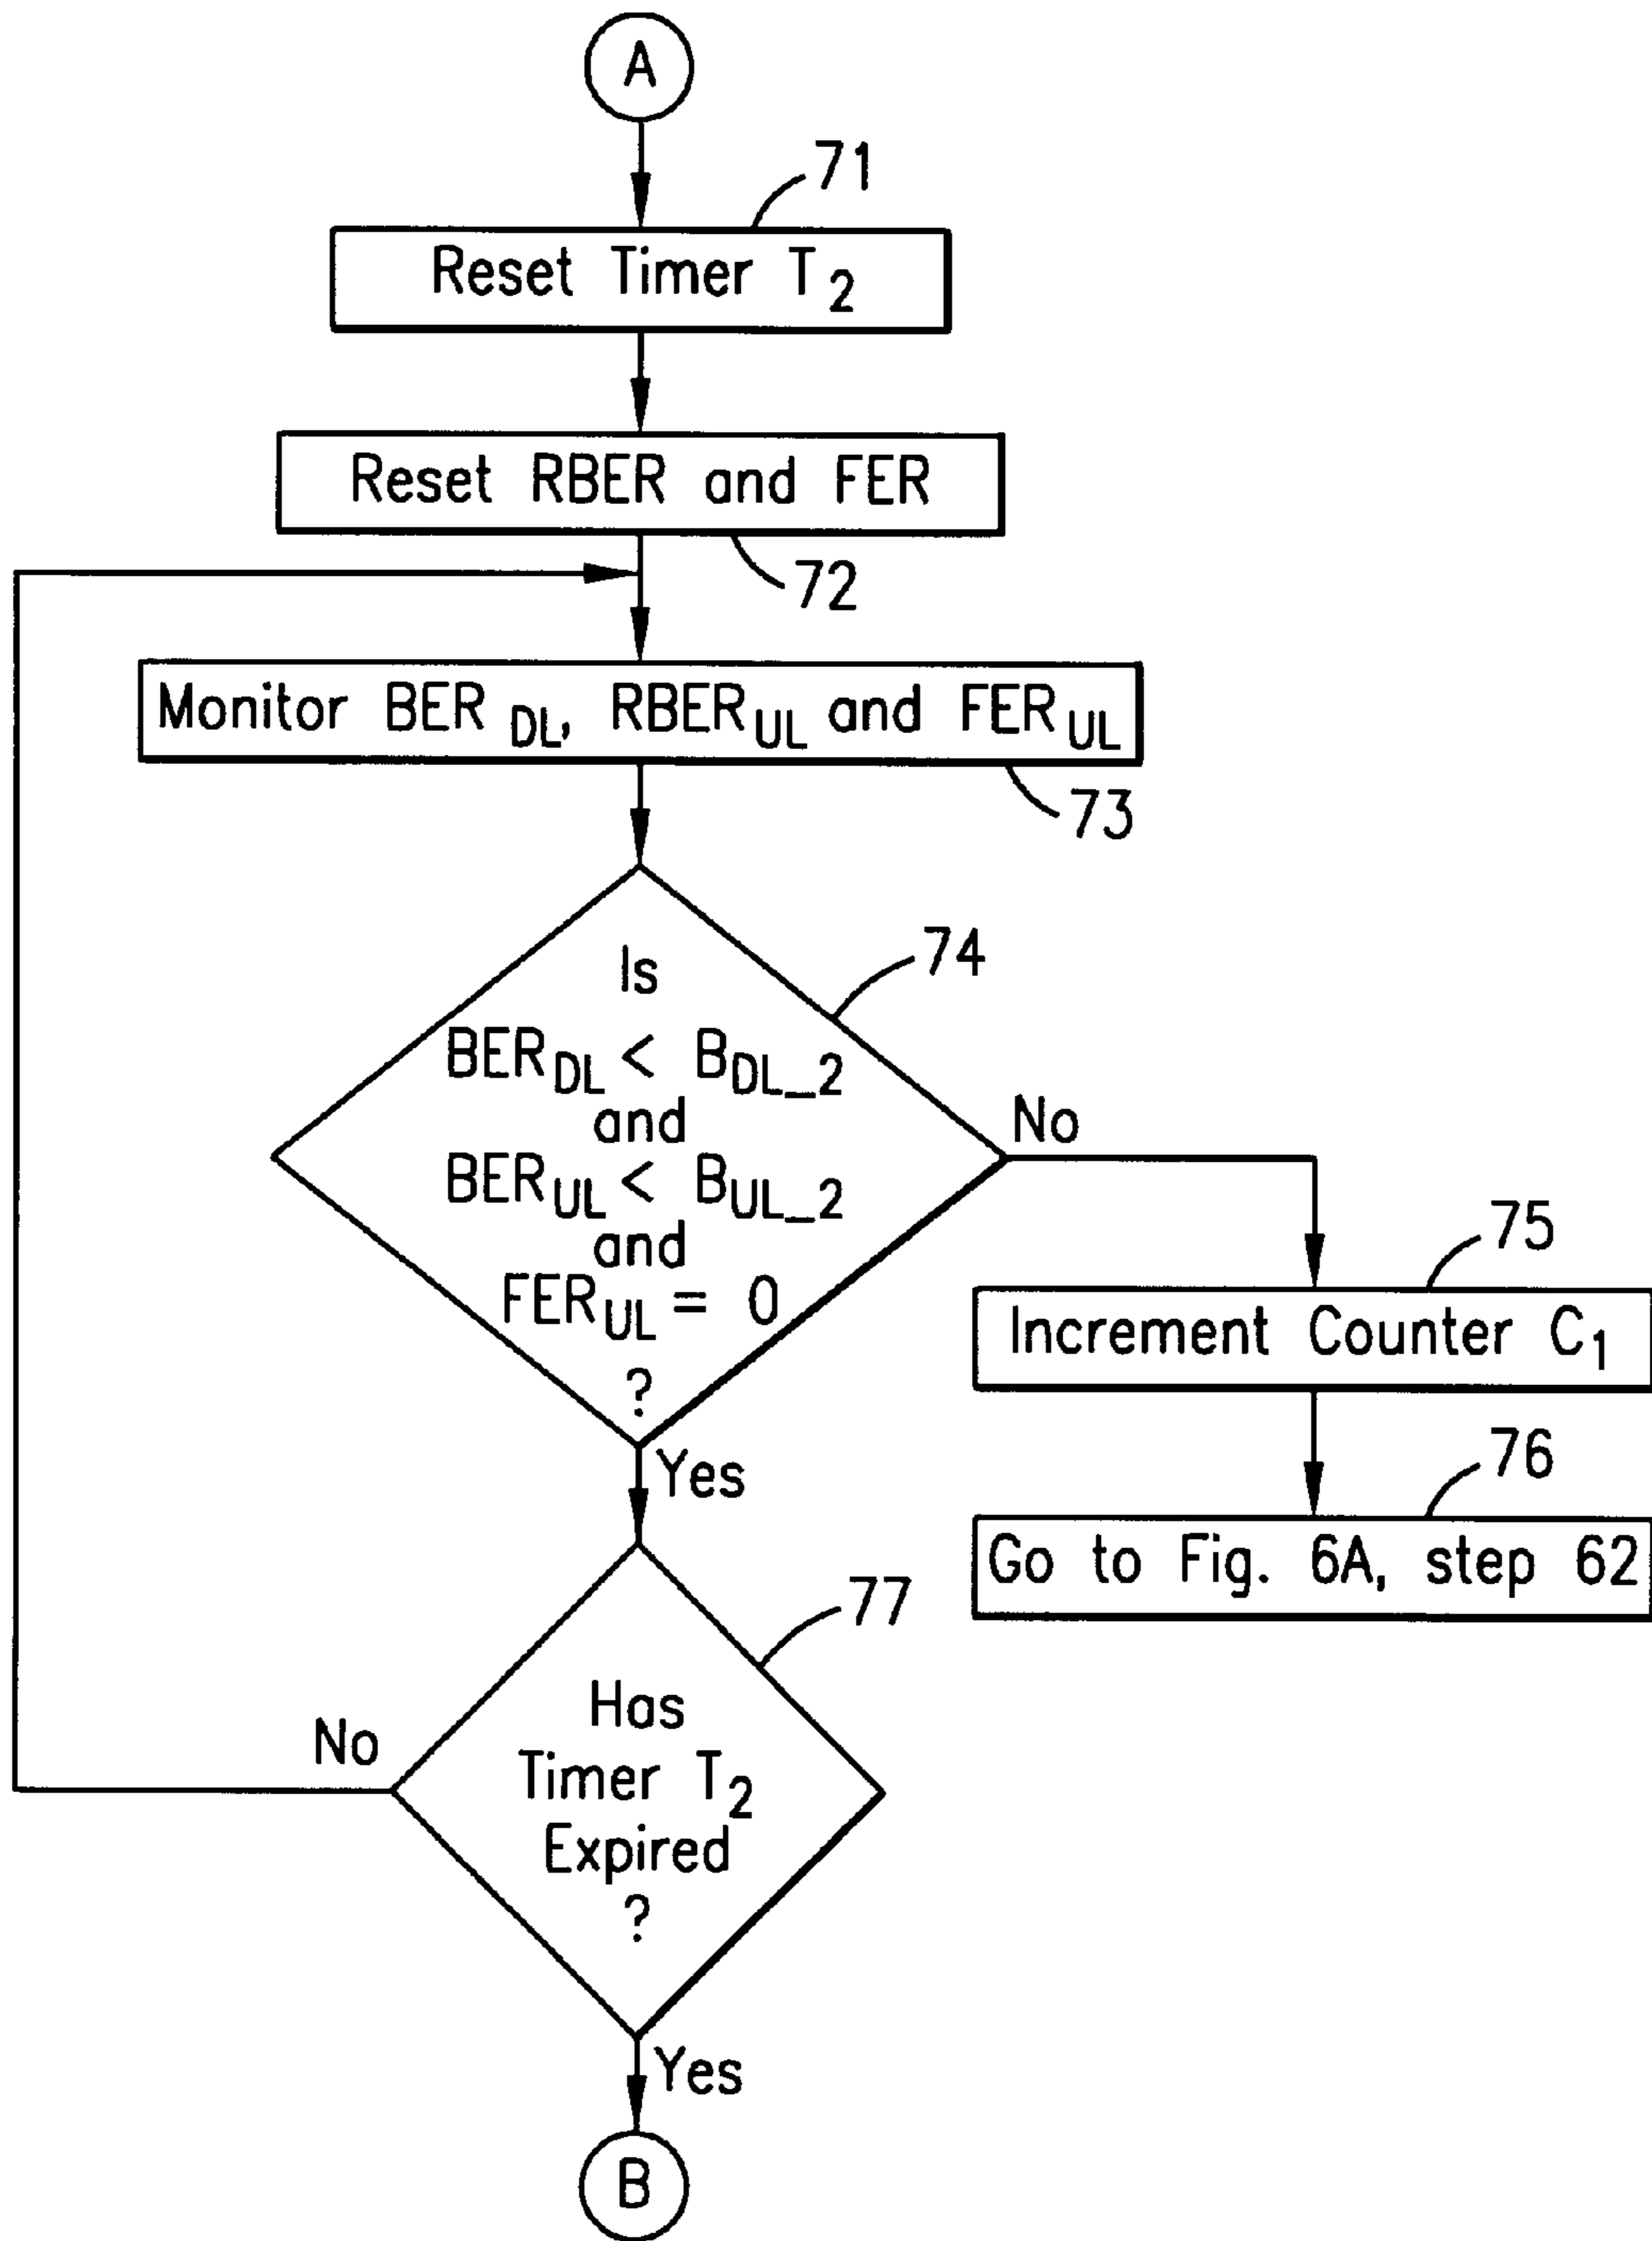 A
71
Reset Timer T2
Reset RBER and FER
72
Monitor BER DL, RBERUL and FERUL
73
74
Is
BERDL < BDL_2
and
BERUL < BUL_2
and
FERUL = 0
?
No
Yes
75
Increment Counter C1
76
Go to Fig. 6A, step 62
77
Has
Timer T2
Expired
?
No
Yes
B